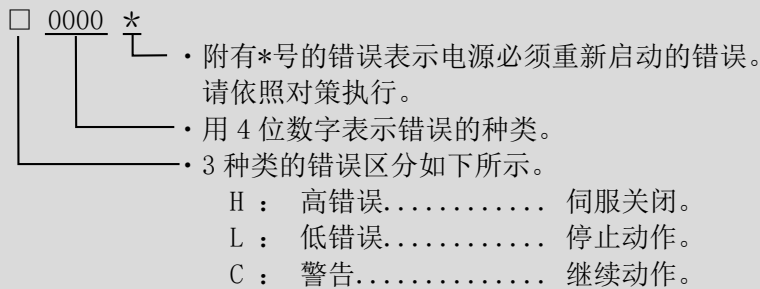 □ 0000 *
・附有*号的错误表示电源必须重新启动的错误。
请依照对策执行。
・用 4 位数字表示错误的种类。
・3 种类的错误区分如下所示。
H : 高错误............ 伺服关闭。
L : 低错误............ 停止动作。
C : 警告.............. 继续动作。